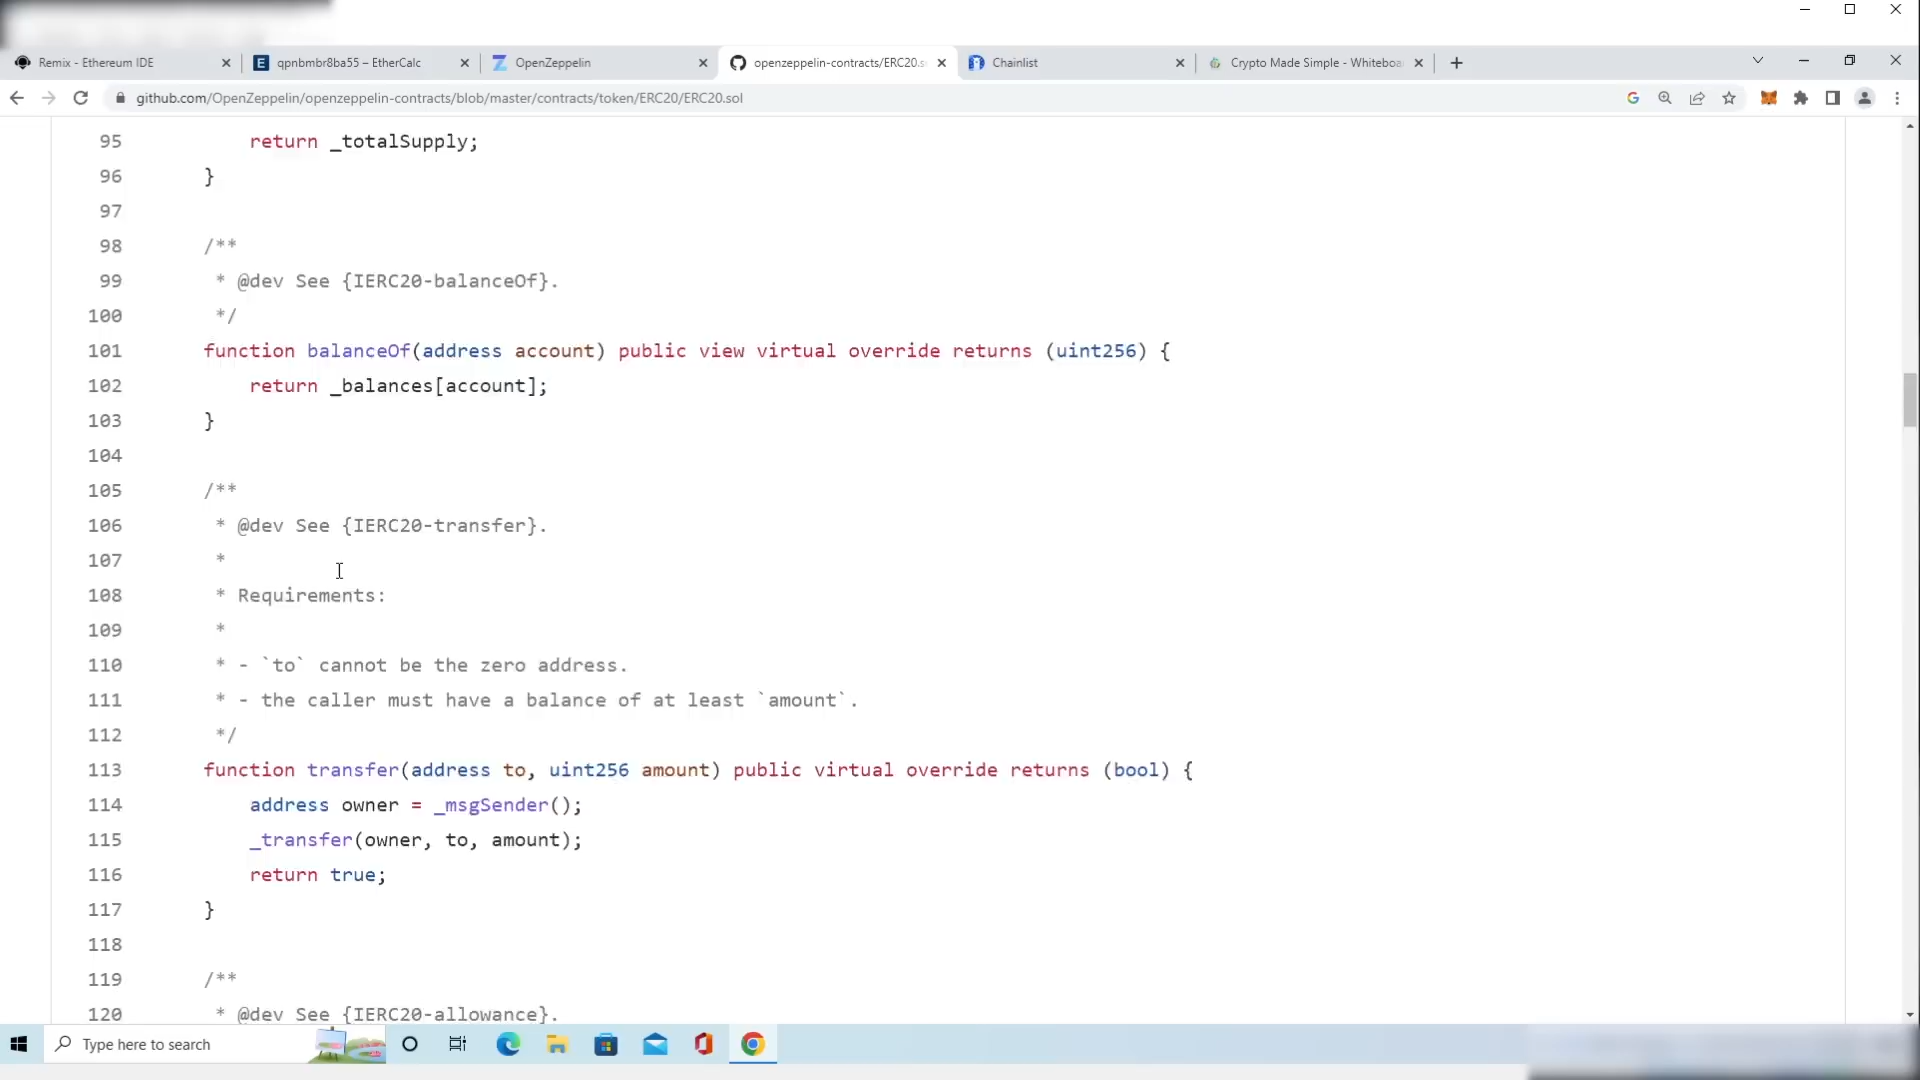 Remix - Ethereum IDE
qpnbmbr8ba55 – EtherCalc
OpenZeppelin
openzeppelin-contracts/ERC20.s
Chainlist
Crypto Made Simple - Whiteboa
github.com/OpenZeppelin/openzeppelin-contracts/blob/master/contracts/token/ERC20/ERC20.sol
95 return _totalSupply;
96 }
97
98 /**
99 * @dev See {IERC20-balanceOf}.
100 */
101 function balanceOf(address account) public view virtual override returns (uint256) {
102 return _balances[account];
103 }
104
105 /**
106 * @dev See {IERC20-transfer}.
107 *
108 * Requirements:
109 *
110 * - `to` cannot be the zero address.
111 * - the caller must have a balance of at least `amount`.
112 */
113 function transfer(address to, uint256 amount) public virtual override returns (bool) {
114 address owner = _msgSender();
115 _transfer(owner, to, amount);
116 return true;
117 }
118
119 /**
120 * @dev See {IERC20-allowance}.
Type here to search